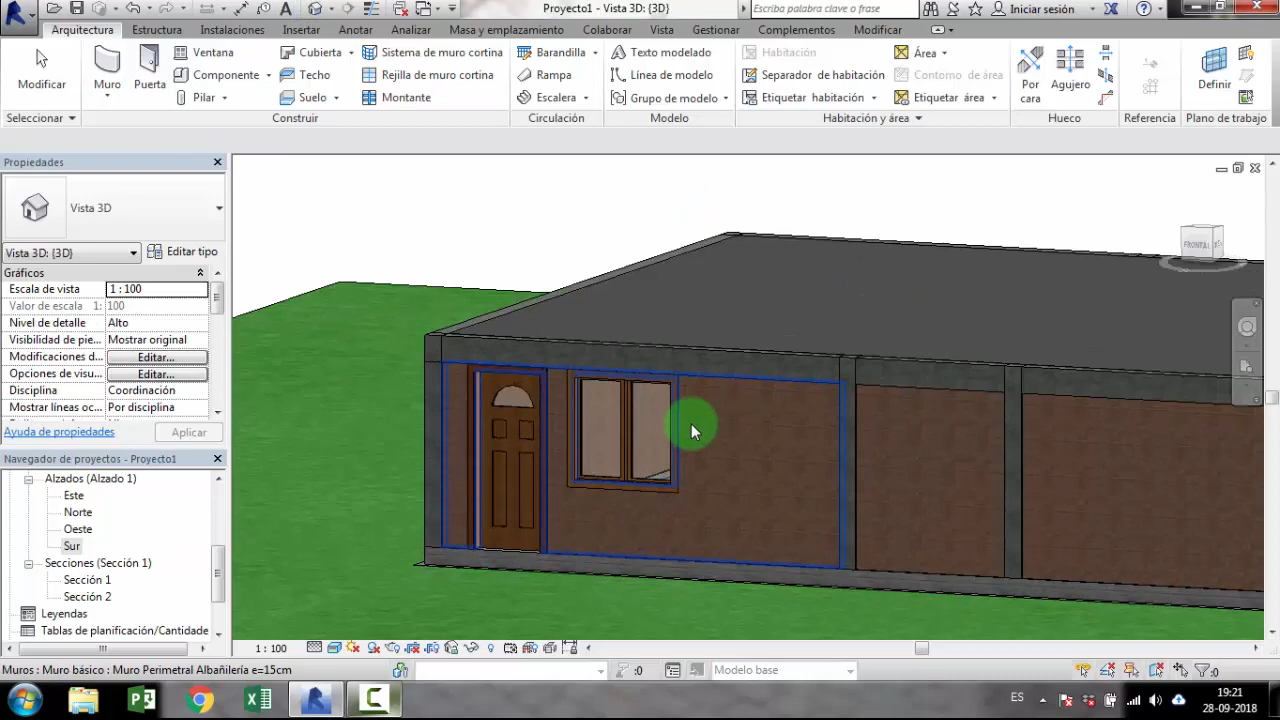 Proyecto1 - Vista 3D: {3D}
Escriba palabra clave o frase
Iniciar sesión
Arquitectura Estructura Instalaciones Insertar Anotar Analizar Masa y emplazamiento Colaborar Vista Gestionar Complementos Modificar
Modificar
Muro
Puerta
Ventana
Componente
Pilar
Cubierta
Techo
Suelo
Sistema de muro cortina
Rejilla de muro cortina
Montante
Barandilla
Rampa
Escalera
Texto modelado
Línea de modelo
Grupo de modelo
Habitación
Separador de habitación
Etiquetar habitación
Área
Contorno de área
Etiquetar área
Por
cara
Agujero
Definir
Seleccionar
Construir
Circulación
Modelo
Habitación y área
Hueco
Referencia
Plano de trabajo
Propiedades
Vista 3D
Vista 3D: {3D}
Editar tipo
Gráficos
Escala de vista 1 : 100
Valor de escala 1: 100
Nivel de detalle Alto
Visibilidad de pie... Mostrar original
Modificaciones d... Editar...
Opciones de visu... Editar...
Disciplina Coordinación
Mostrar líneas oc... Por disciplina
Ayuda de propiedades
Aplicar
Navegador de proyectos - Proyecto1
Alzados (Alzado 1)
Este
Norte
Oeste
Sur
Secciones (Sección 1)
Sección 1
Sección 2
Leyendas
Tablas de planificación/Cantidade
FRONTAL
1 : 100
Muros : Muro básico : Muro Perimetral Albañilería e=15cm
:0
Modelo base
:0
ES
19:21
28-09-2018